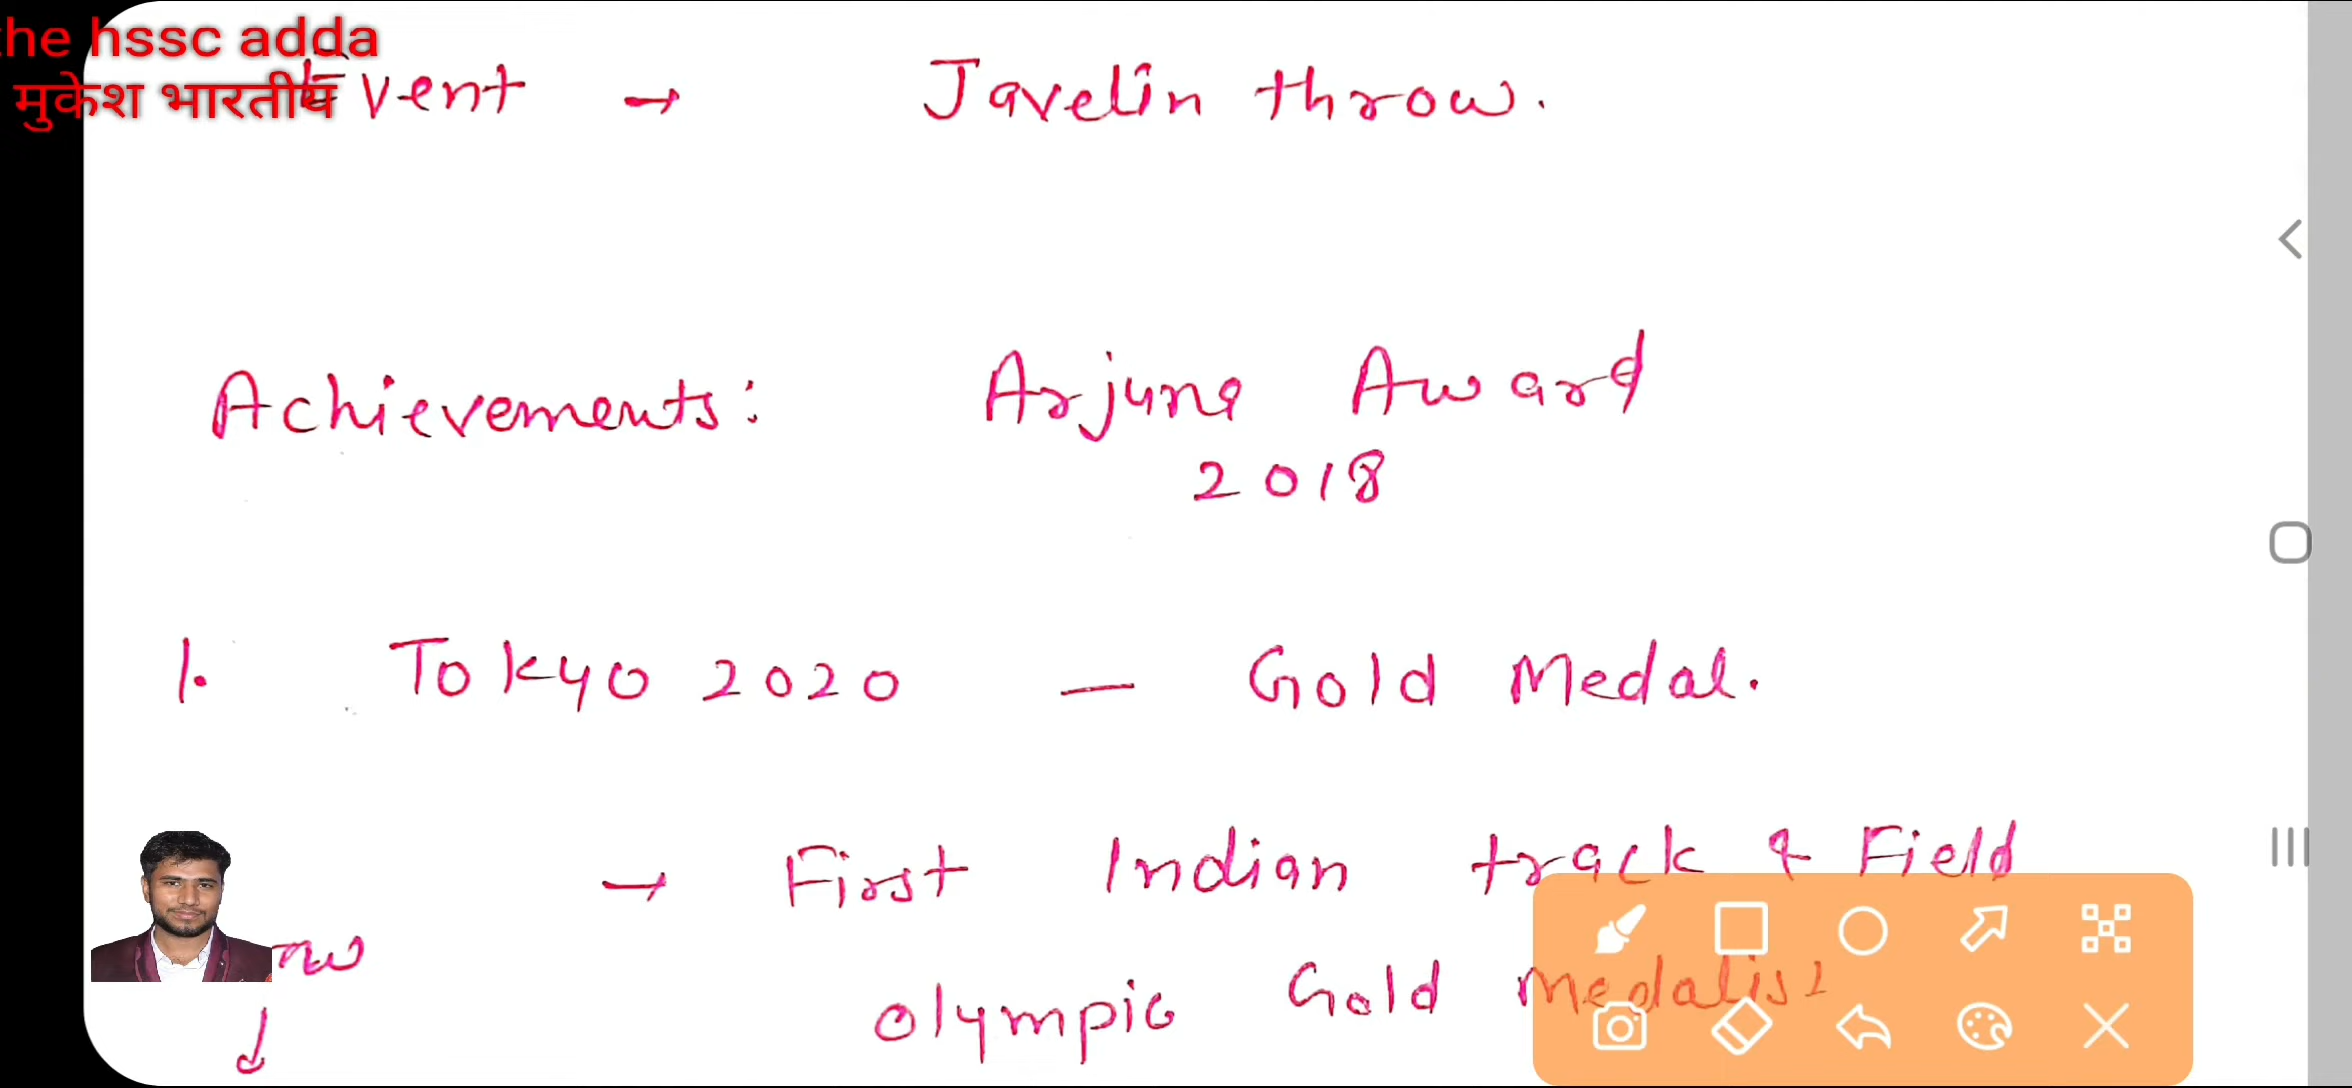 the hssc adda
मुकेश भारतीय
Event → Javelin throw.
Achievements: Arjuna Award
2018
1. Tokyo 2020 — Gold Medal.
→ First Indian track & Field
Olympic Gold Medalist